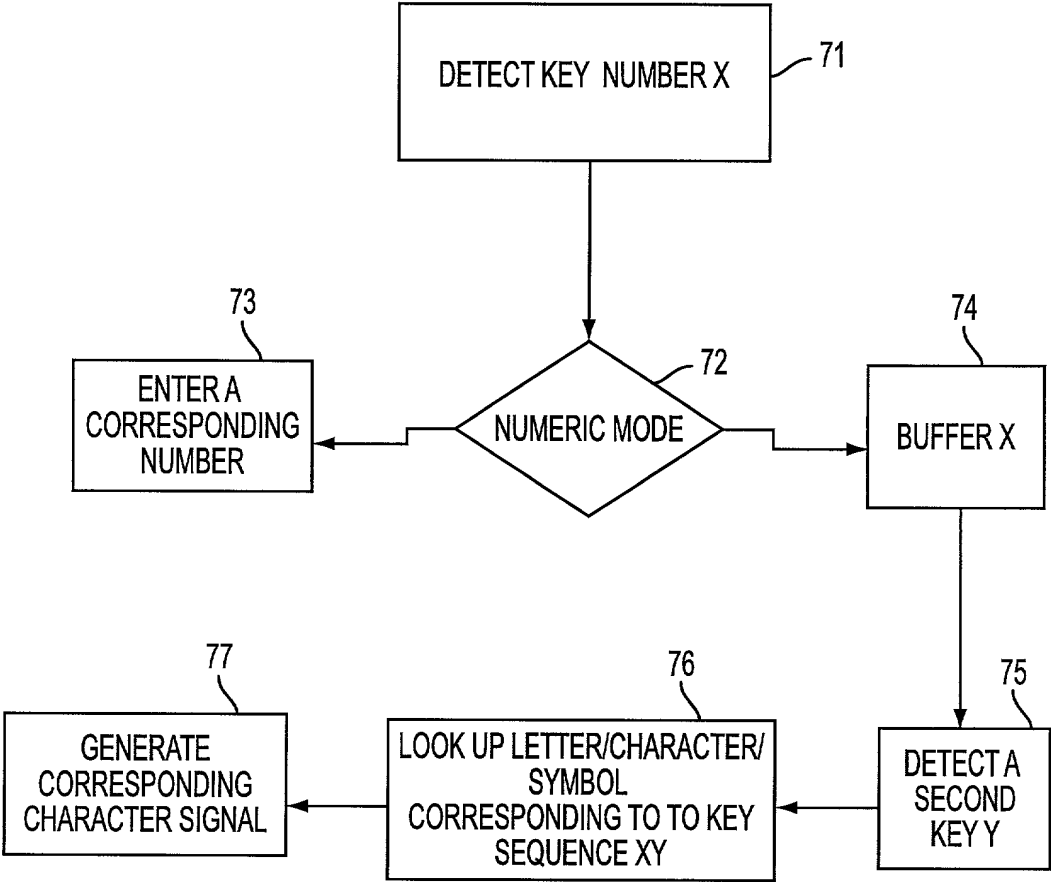 71
DETECT KEY NUMBER X
73
ENTER A
CORRESPONDING
NUMBER
72
NUMERIC MODE
74
BUFFER X
77
GENERATE
CORRESPONDING
CHARACTER SIGNAL
76
LOOK UP LETTER/CHARACTER/
SYMBOL
CORRESPONDING TO TO KEY
SEQUENCE XY
75
DETECT A
SECOND
KEY Y